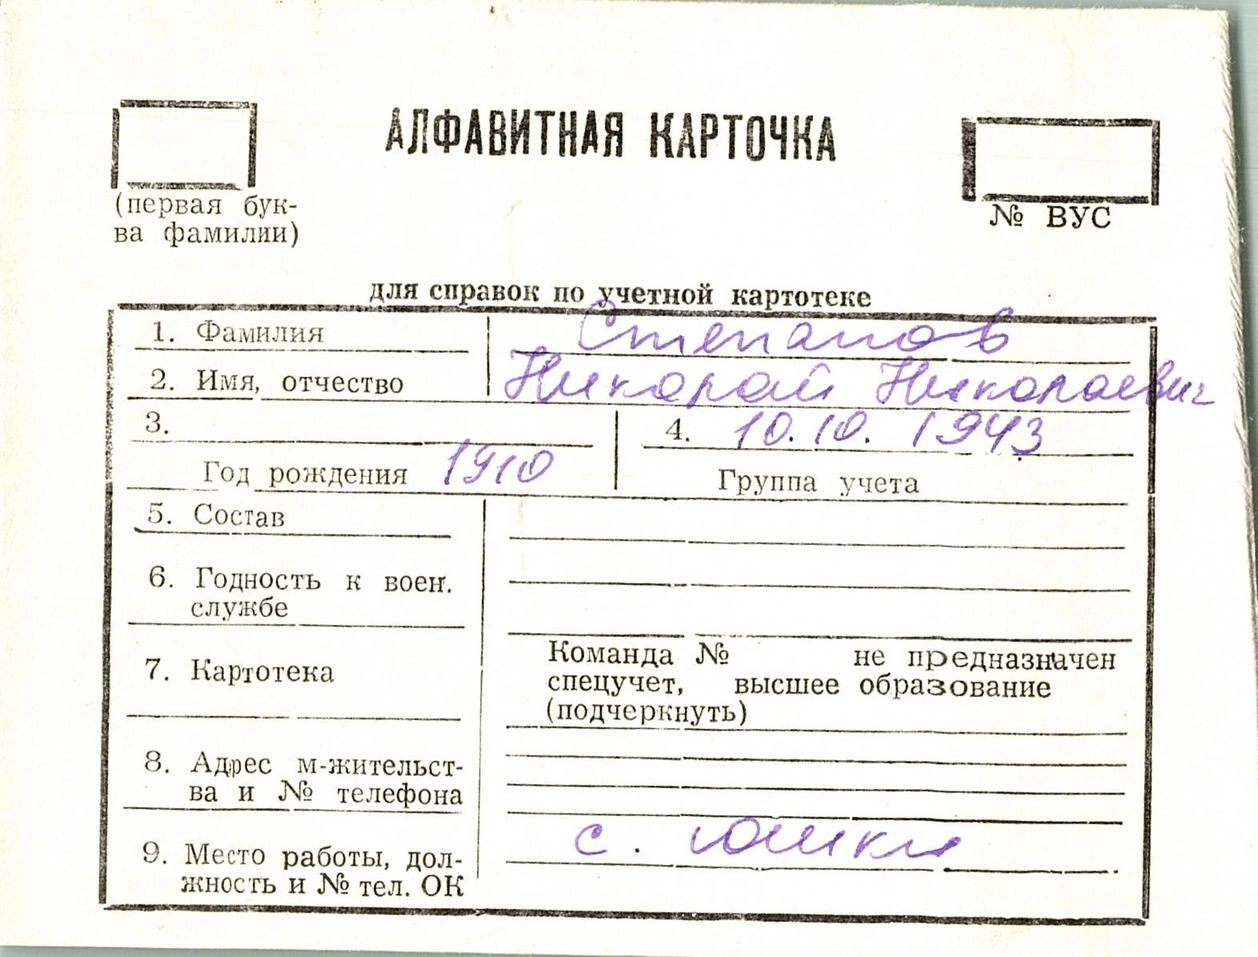 АЛФАВИТНАЯ КАРТОЧКА
(первая бук-
ва фамилии)
№ ВУС
для справок по учетной картотеке
1. Фамилия Степанов
2. Имя, отчество Николай Николаевич
3. 4. 10.10.1943
Год рождения 1910 Группа учета
5. Состав
6. Годность к воен.
службе
7. Картотека
Команда № не предназначен
спецучет, высшее образование
(подчеркнуть)
8. Адрес м-жительст-
ва и № телефона
с. Юшки
9. Место работы, дол-
жность и № тел. ОК